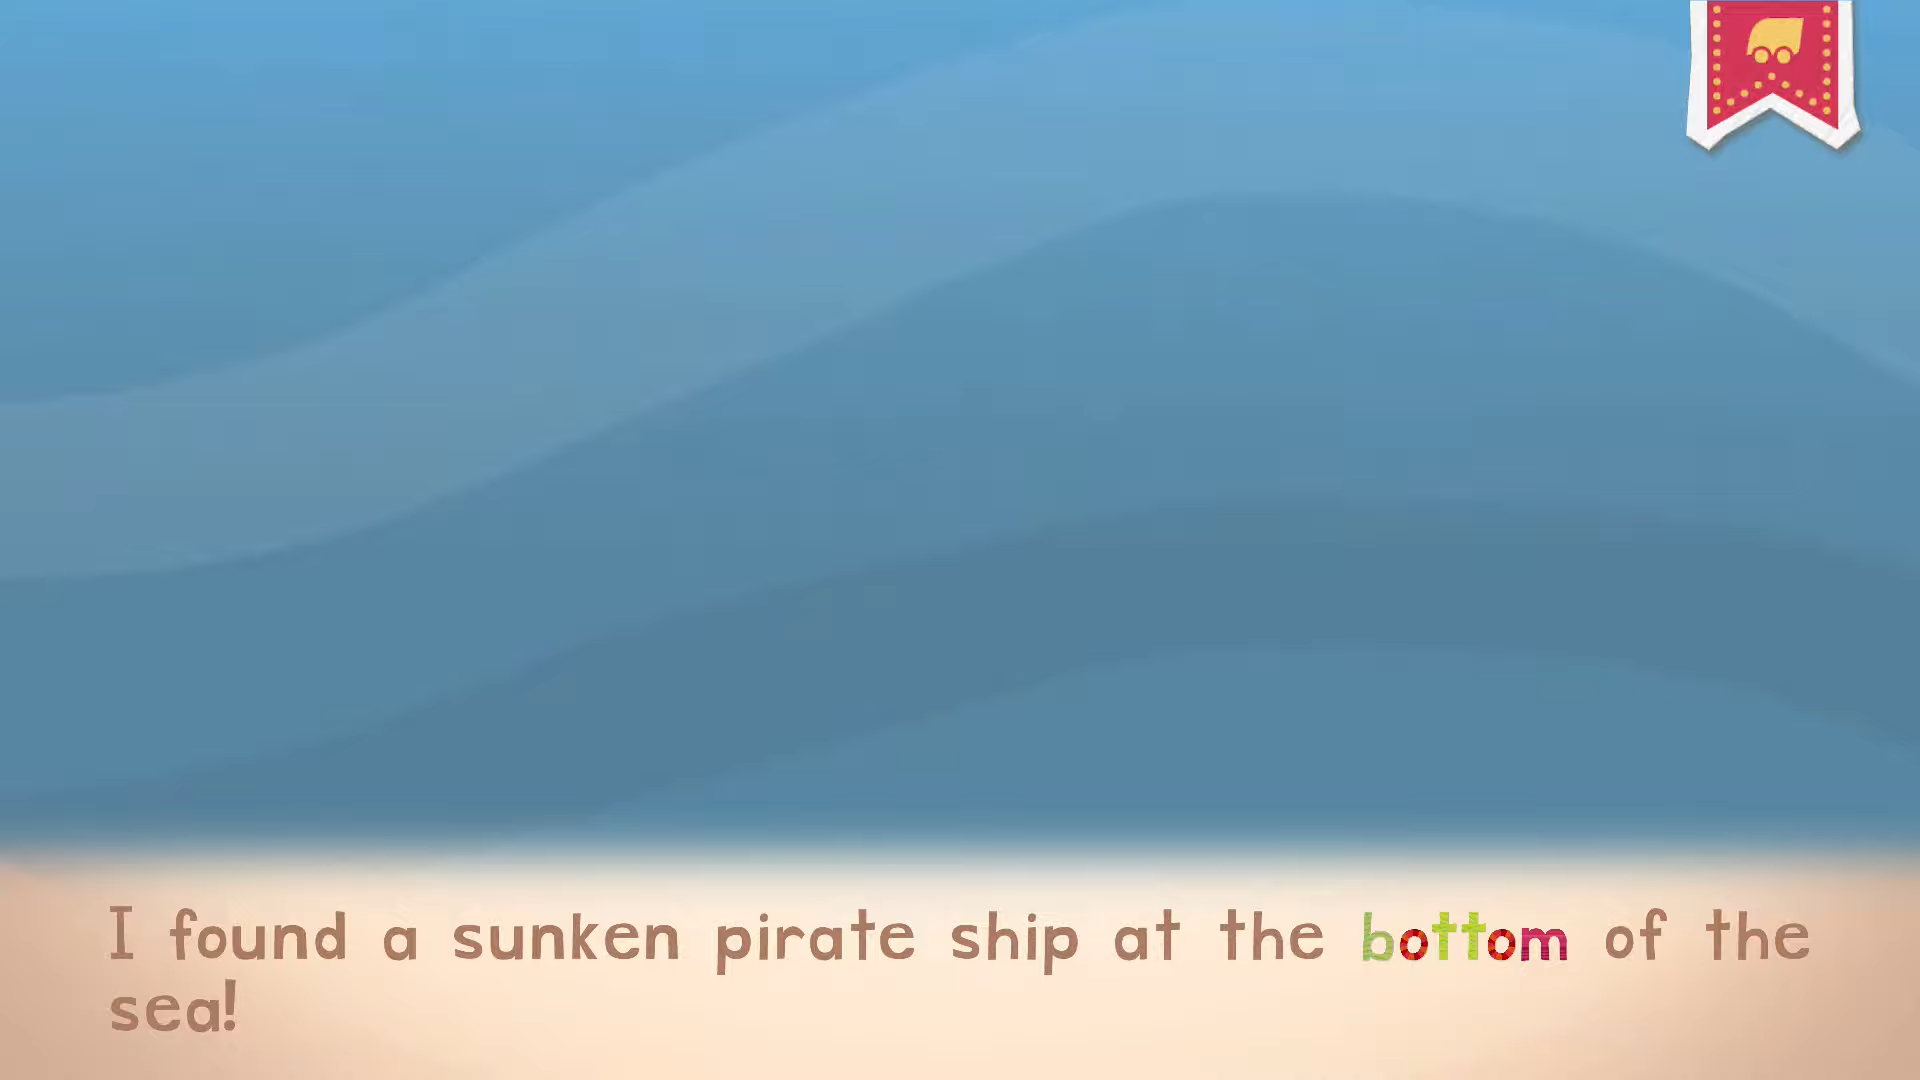 I found a sunken pirate ship at the bottom of the
sea!